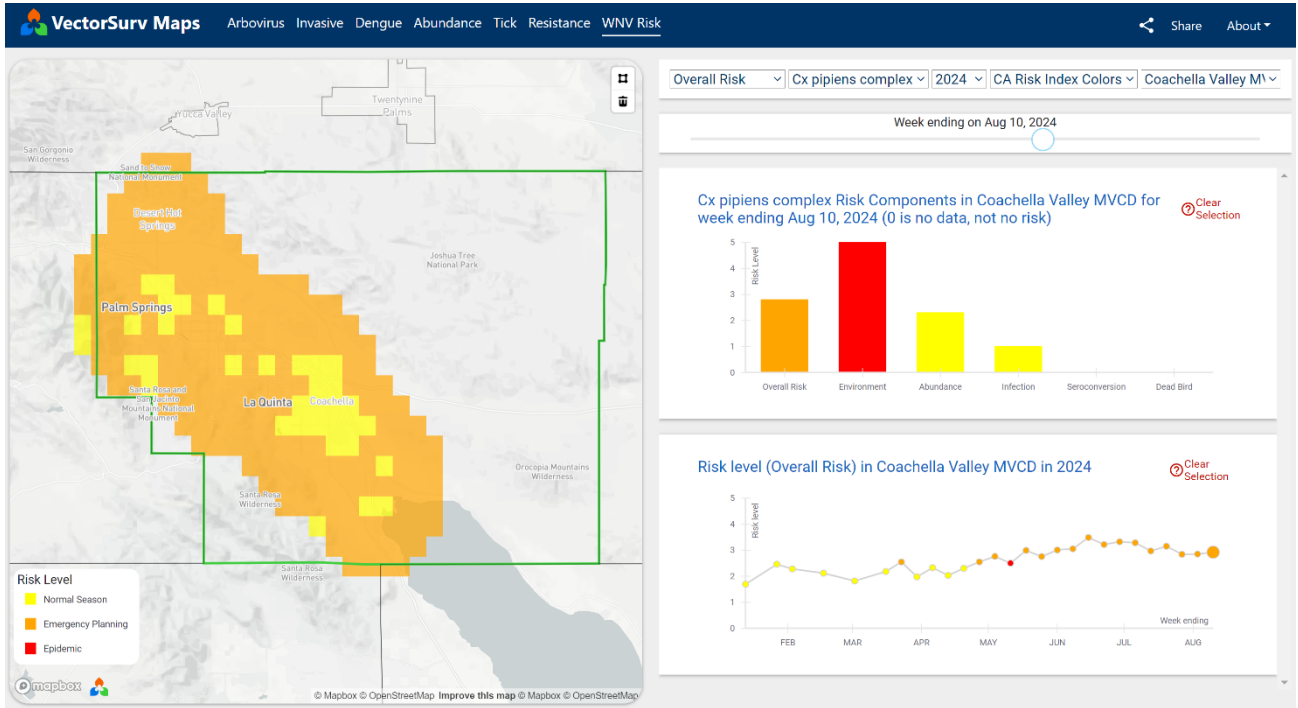 VectorSurv Maps
Arbovirus Invasive Dengue Abundance Tick Resistance WNV Risk
Share
About
Overall Risk
Cx pipiens complex
2024
CA Risk Index Colors
Coachella Valley M
Week ending on Aug 10, 2024
Twentynine
Palms
Yucca Valley
San Gorgonio
Wilderness
Sand to Snow
National Monument
Desert Hot
Springs
Joshua Tree
National Park
Palm Springs
Santa Rosa and
San Jacinto
Mountains National
Monument
La Quinta
Coachella
Orocopia Mountains
Wilderness
Santa Rosa
Wilderness
Santa Rosa
Wilderness
Risk Level
Normal Season
Emergency Planning
Epidemic
mapbox
© Mapbox © OpenStreetMap Improve this map © Mapbox © OpenStreetMap
Cx pipiens complex Risk Components in Coachella Valley MVCD for
week ending Aug 10, 2024 (0 is no data, not no risk)
Clear
Selection
Risk Level
5
4
3
2
1
0
Overall Risk Environment Abundance Infection Seroconversion Dead Bird
Risk level (Overall Risk) in Coachella Valley MVCD in 2024
Clear
Selection
Risk level
5
4
3
2
1
0
Week ending
FEB MAR APR MAY JUN JUL AUG